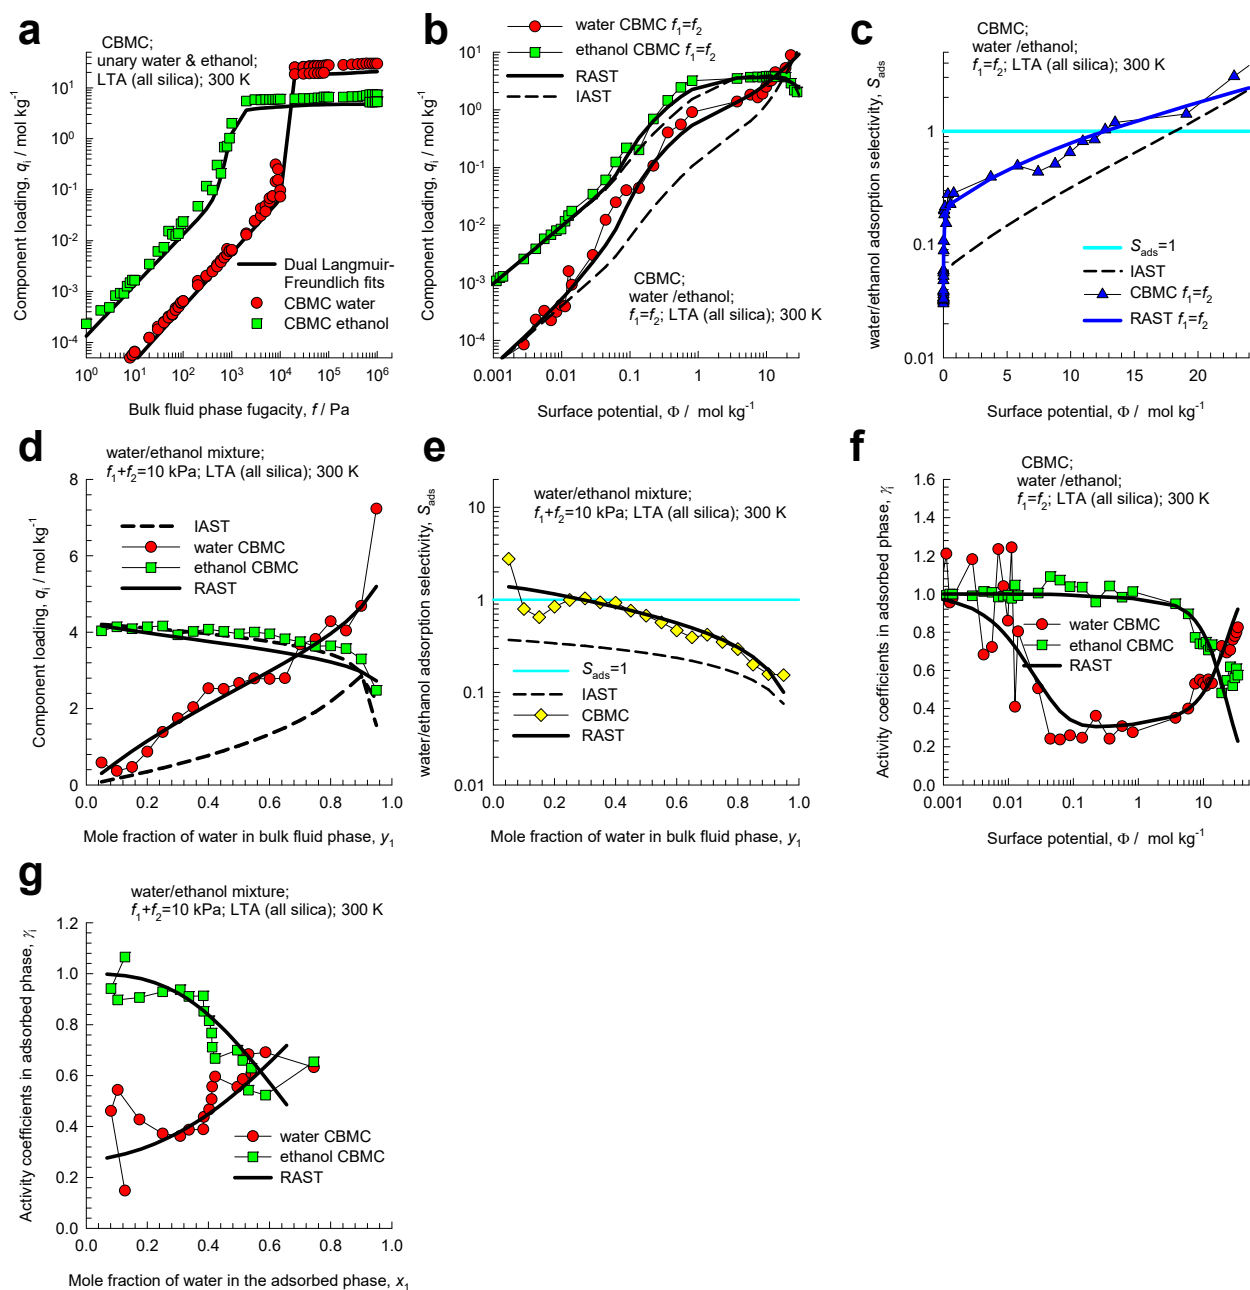 a
CBMC;
unary water & ethanol;
LTA (all silica); 300 K
Component loading, qi / mol kg-1
10^1
10^0
10^-1
10^-2
10^-3
10^-4
Dual Langmuir-
Freundlich fits
CBMC water
CBMC ethanol
10^0 10^1 10^2 10^3 10^4 10^5 10^6
Bulk fluid phase fugacity, f / Pa
b
water CBMC f1=f2
ethanol CBMC f1=f2
RAST
IAST
Component loading, qi / mol kg-1
10^1
10^0
10^-1
10^-2
10^-3
10^-4
CBMC;
water /ethanol;
f1=f2; LTA (all silica); 300 K
0.001 0.01 0.1 1 10
Surface potential, Φ / mol kg-1
c
CBMC;
water /ethanol;
f1=f2; LTA (all silica); 300 K
water/ethanol adsorption selectivity, Sads
1
0.1
0.01
Sads=1
IAST
CBMC f1=f2
RAST f1=f2
0 5 10 15 20
Surface potential, Φ / mol kg-1
d
water/ethanol mixture;
f1+f2=10 kPa; LTA (all silica); 300 K
Component loading, qi / mol kg-1
8
6
4
2
0
IAST
water CBMC
ethanol CBMC
RAST
0.0 0.2 0.4 0.6 0.8 1.0
Mole fraction of water in bulk fluid phase, y1
e
water/ethanol mixture;
f1+f2=10 kPa; LTA (all silica); 300 K
water/ethanol adsorption selectivity, Sads
10
1
0.1
0.01
Sads=1
IAST
CBMC
RAST
0.0 0.2 0.4 0.6 0.8 1.0
Mole fraction of water in bulk fluid phase, y1
f
CBMC;
water /ethanol;
f1=f2; LTA (all silica); 300 K
Activity coefficients in adsorbed phase, γi
1.6
1.4
1.2
1.0
0.8
0.6
0.4
0.2
0.0
water CBMC
ethanol CBMC
RAST
0.001 0.01 0.1 1 10
Surface potential, Φ / mol kg-1
g
water/ethanol mixture;
f1+f2=10 kPa; LTA (all silica); 300 K
Activity coefficients in adsorbed phase, γi
1.2
1.0
0.8
0.6
0.4
0.2
0.0
water CBMC
ethanol CBMC
RAST
0.0 0.2 0.4 0.6 0.8 1.0
Mole fraction of water in the adsorbed phase, x1